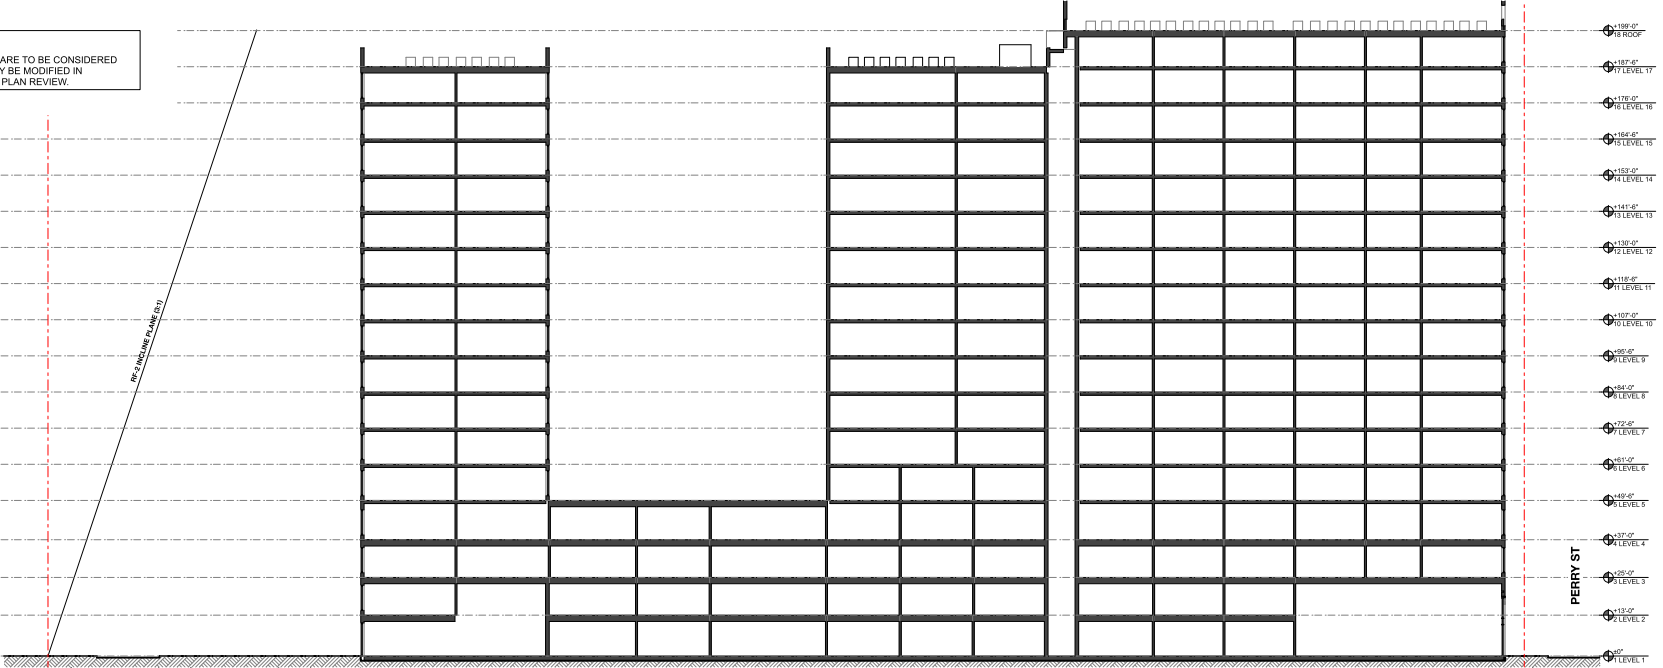 ARE TO BE CONSIDERED
Y BE MODIFIED IN
PLAN REVIEW.
RF-2 INCLINE PLANE (3:1)
PERRY ST
+199'-0"
18 ROOF
+187'-6"
17 LEVEL 17
+176'-0"
16 LEVEL 16
+164'-6"
15 LEVEL 15
+153'-0"
14 LEVEL 14
+141'-6"
13 LEVEL 13
+130'-0"
12 LEVEL 12
+118'-6"
11 LEVEL 11
+107'-0"
10 LEVEL 10
+95'-6"
9 LEVEL 9
+84'-0"
8 LEVEL 8
+72'-6"
7 LEVEL 7
+61'-0"
6 LEVEL 6
+49'-6"
5 LEVEL 5
+37'-0"
4 LEVEL 4
+25'-0"
3 LEVEL 3
+13'-0"
2 LEVEL 2
±0"
1 LEVEL 1